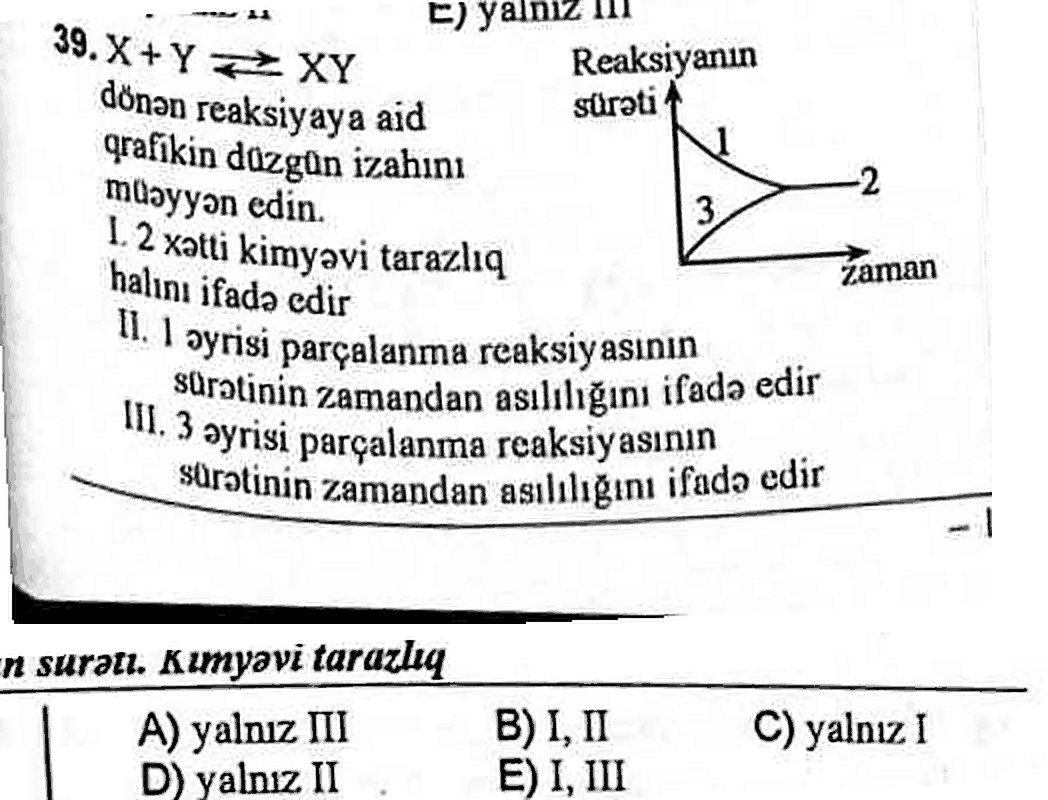 E) yalnız III
39. X + Y ⇄ XY
dönən reaksiyaya aid
qrafikin düzgün izahını
müəyyən edin.
I. 2 xətti kimyəvi tarazlıq
halını ifadə edir
II. 1 əyrisi parçalanma reaksiyasının
sürətinin zamandan asılılığını ifadə edir
III. 3 əyrisi parçalanma reaksiyasının
sürətinin zamandan asılılığını ifadə edir
Reaksiyanın
sürəti
1
2
3
zaman
n surəti. Kımyəvi tarazlıq
A) yalnız III
B) I, II
C) yalnız I
D) yalnız II
E) I, III